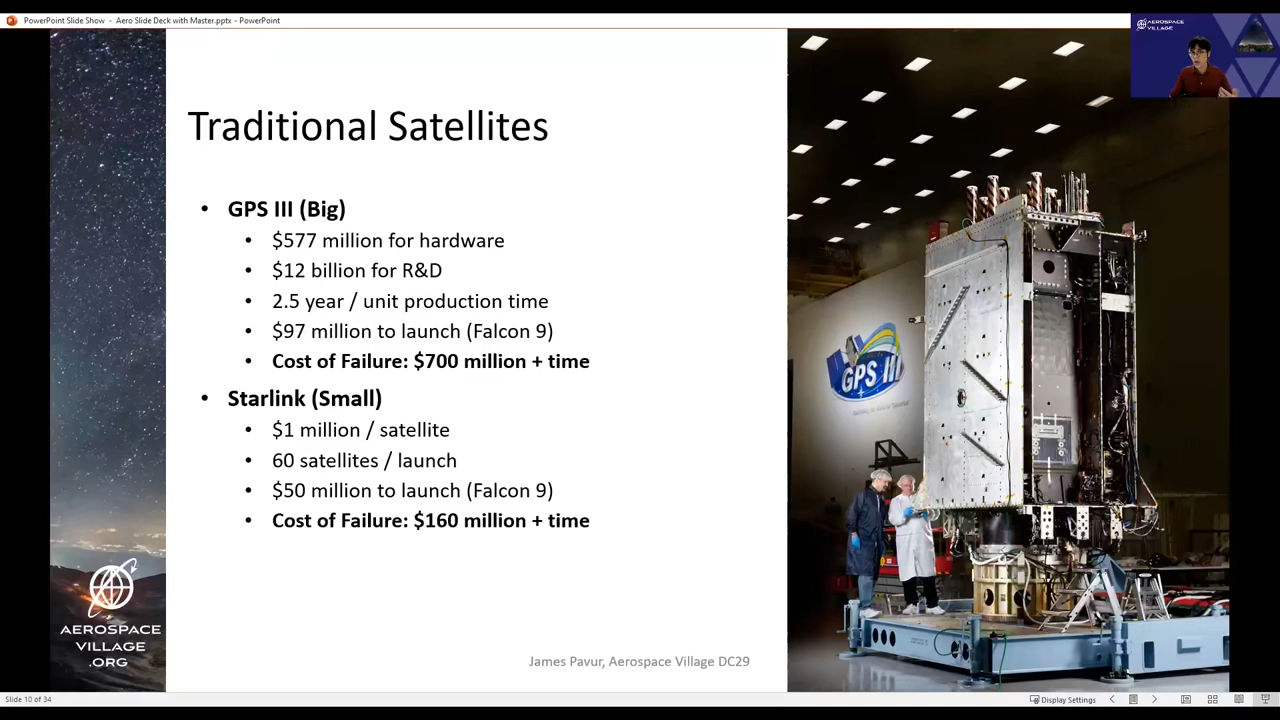 PowerPoint Slide Show - Aero Slide Deck with Master.pptx - PowerPoint
AEROSPACE
VILLAGE
Traditional Satellites
• GPS III (Big)
• $577 million for hardware
• $12 billion for R&D
• 2.5 year / unit production time
• $97 million to launch (Falcon 9)
• Cost of Failure: $700 million + time
• Starlink (Small)
• $1 million / satellite
• 60 satellites / launch
• $50 million to launch (Falcon 9)
• Cost of Failure: $160 million + time
GPS III
AEROSPACE
VILLAGE
.ORG
James Pavur, Aerospace Village DC29
Slide 10 of 34
Display Settings